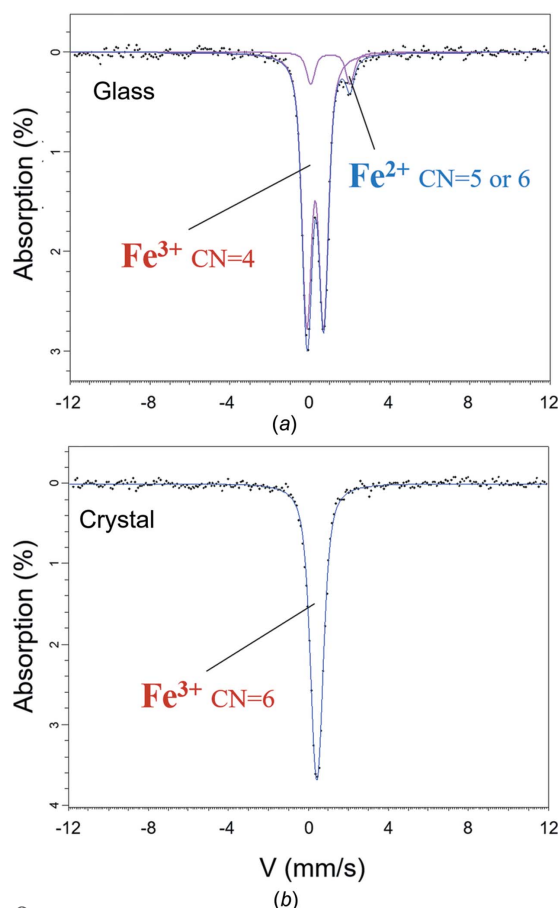 0
1
2
3
Absorption (%)
Glass
Fe2+ CN=5 or 6
Fe3+ CN=4
-12 -8 -4 0 4 8 12
(a)
0
1
2
3
4
Absorption (%)
Crystal
Fe3+ CN=6
-12 -8 -4 0 4 8 12
V (mm/s)
(b)